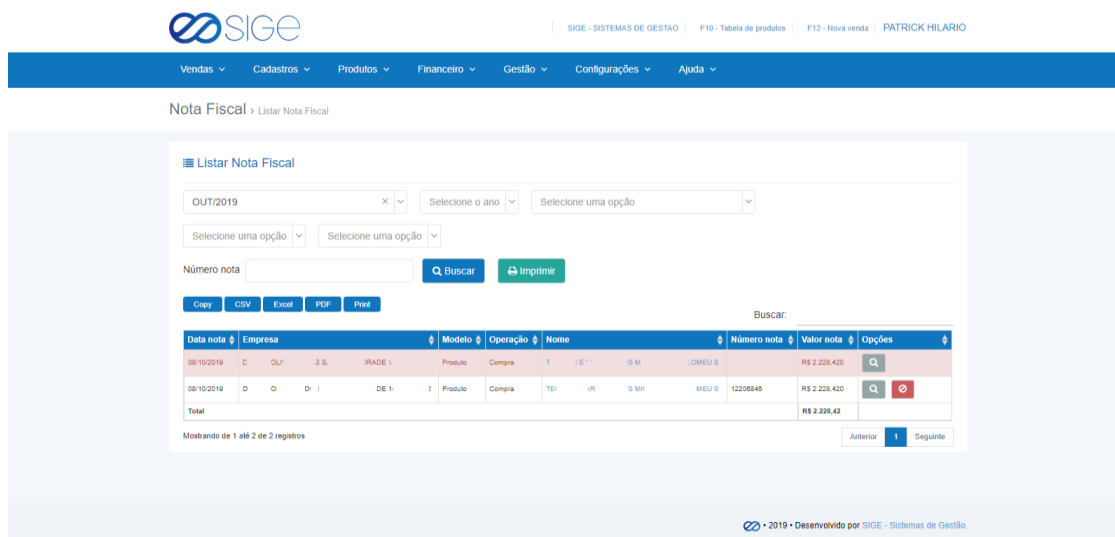 SIGE
SIGE - SISTEMAS DE GESTAO F10 - Tabela de produtos F12 - Nova venda PATRICK HILARIO
Vendas Cadastros Produtos Financeiro Gestão Configurações Ajuda
Nota Fiscal › Listar Nota Fiscal
Listar Nota Fiscal
OUT/2019 × Selecione o ano Selecione uma opção
Selecione uma opção Selecione uma opção
Número nota Buscar Imprimir
Copy CSV Excel PDF Print
Buscar:
Data nota Empresa Modelo Operação Nome Número nota Valor nota Opções
08/10/2019 Produto Compra R$ 2.228,420
08/10/2019 DE Produto Compra 12206846 R$ 2.228,420
Total R$ 2.228,42
Mostrando de 1 até 2 de 2 registros Anterior 1 Seguinte
• 2019 • Desenvolvido por SIGE - Sistemas de Gestão.